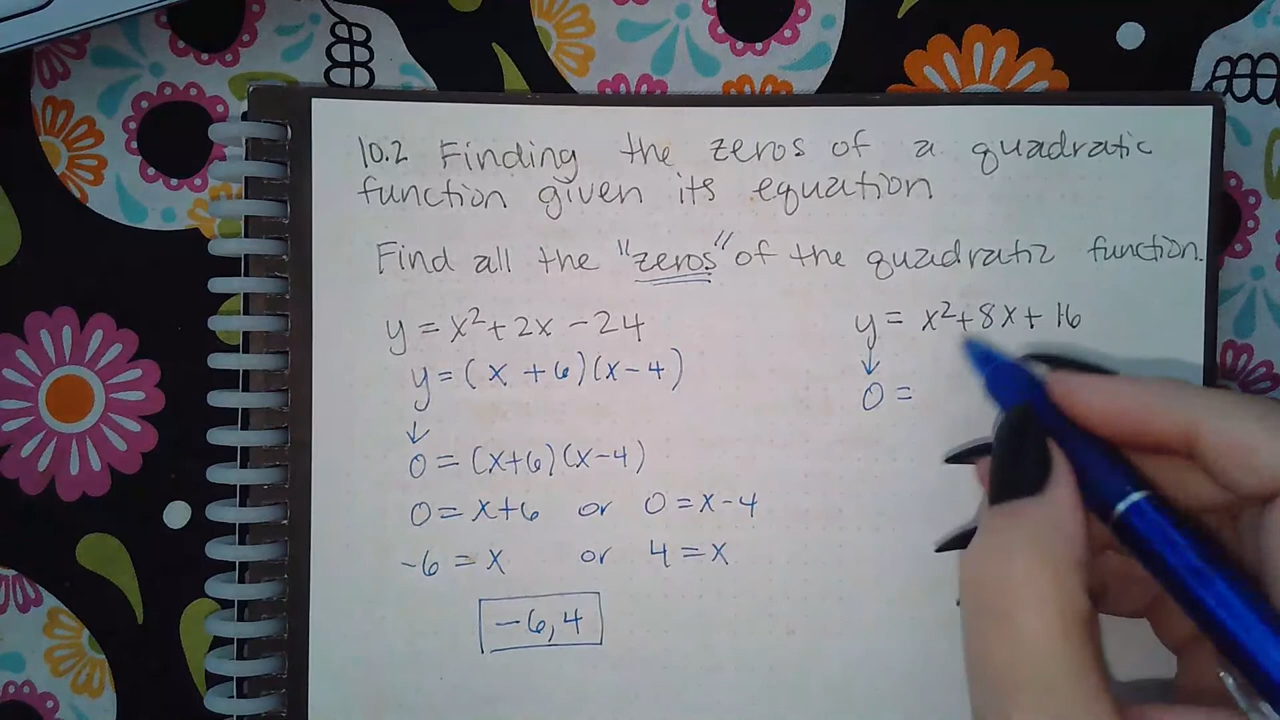 10.2 Finding the zeros of a quadratic
function given its equation
Find all the "zeros" of the quadratic function.
y = x²+2x-24
y = (x+6)(x-4)
↓
0 = (x+6)(x-4)
0 = x+6 or 0 = x-4
-6 = x or 4 = x
-6, 4
y = x²+8x+16
↓
0 =